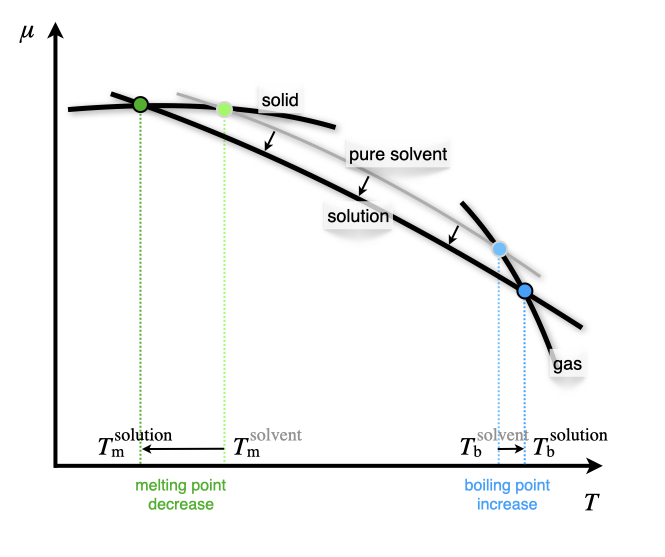 μ
solid
pure solvent
solution
gas
T_m^solution T_m^solvent T_b^solvent T_b^solution
melting point
decrease
boiling point
increase
T